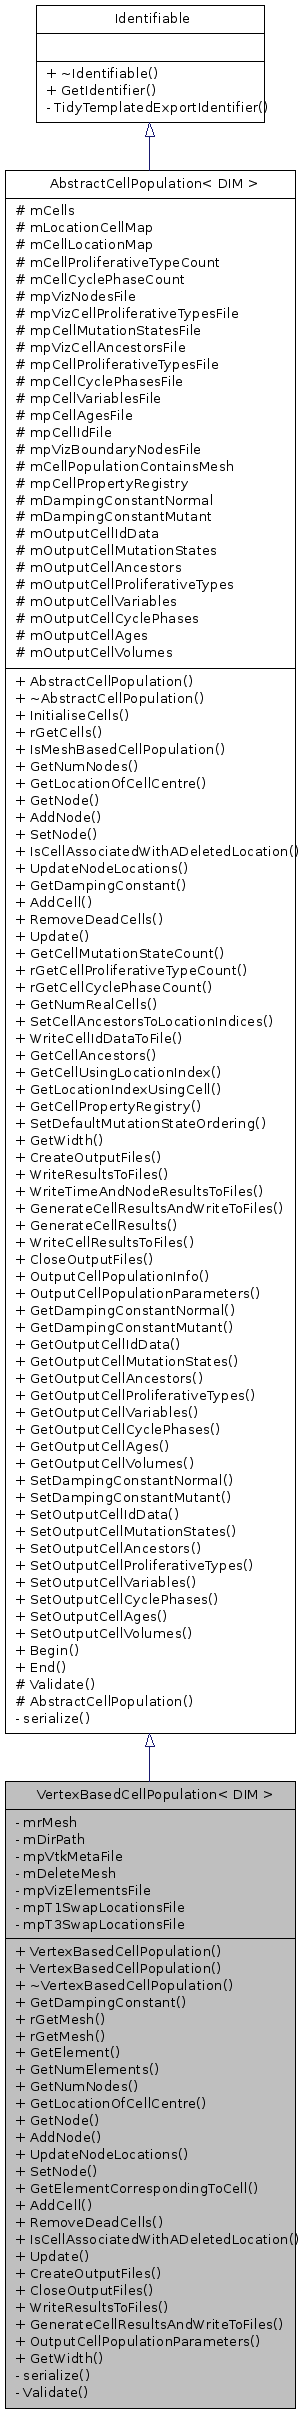 Identifiable
+ ~Identifiable()
+ GetIdentifier()
- TidyTemplatedExportIdentifier()
AbstractCellPopulation< DIM >
# mCells
# mLocationCellMap
# mCellLocationMap
# mCellProliferativeTypeCount
# mCellCyclePhaseCount
# mpVizNodesFile
# mpVizCellProliferativeTypesFile
# mpCellMutationStatesFile
# mpVizCellAncestorsFile
# mpCellProliferativeTypesFile
# mpCellCyclePhasesFile
# mpCellVariablesFile
# mpCellAgesFile
# mpCellIdFile
# mpVizBoundaryNodesFile
# mCellPopulationContainsMesh
# mpCellPropertyRegistry
# mDampingConstantNormal
# mDampingConstantMutant
# mOutputCellIdData
# mOutputCellMutationStates
# mOutputCellAncestors
# mOutputCellProliferativeTypes
# mOutputCellVariables
# mOutputCellCyclePhases
# mOutputCellAges
# mOutputCellVolumes
+ AbstractCellPopulation()
+ ~AbstractCellPopulation()
+ InitialiseCells()
+ rGetCells()
+ IsMeshBasedCellPopulation()
+ GetNumNodes()
+ GetLocationOfCellCentre()
+ GetNode()
+ AddNode()
+ SetNode()
+ IsCellAssociatedWithADeletedLocation()
+ UpdateNodeLocations()
+ GetDampingConstant()
+ AddCell()
+ RemoveDeadCells()
+ Update()
+ GetCellMutationStateCount()
+ rGetCellProliferativeTypeCount()
+ rGetCellCyclePhaseCount()
+ GetNumRealCells()
+ SetCellAncestorsToLocationIndices()
+ WriteCellIdDataToFile()
+ GetCellAncestors()
+ GetCellUsingLocationIndex()
+ GetLocationIndexUsingCell()
+ GetCellPropertyRegistry()
+ SetDefaultMutationStateOrdering()
+ GetWidth()
+ CreateOutputFiles()
+ WriteResultsToFiles()
+ WriteTimeAndNodeResultsToFiles()
+ GenerateCellResultsAndWriteToFiles()
+ GenerateCellResults()
+ WriteCellResultsToFiles()
+ CloseOutputFiles()
+ OutputCellPopulationInfo()
+ OutputCellPopulationParameters()
+ GetDampingConstantNormal()
+ GetDampingConstantMutant()
+ GetOutputCellIdData()
+ GetOutputCellMutationStates()
+ GetOutputCellAncestors()
+ GetOutputCellProliferativeTypes()
+ GetOutputCellVariables()
+ GetOutputCellCyclePhases()
+ GetOutputCellAges()
+ GetOutputCellVolumes()
+ SetDampingConstantNormal()
+ SetDampingConstantMutant()
+ SetOutputCellIdData()
+ SetOutputCellMutationStates()
+ SetOutputCellAncestors()
+ SetOutputCellProliferativeTypes()
+ SetOutputCellVariables()
+ SetOutputCellCyclePhases()
+ SetOutputCellAges()
+ SetOutputCellVolumes()
+ Begin()
+ End()
# Validate()
# AbstractCellPopulation()
- serialize()
VertexBasedCellPopulation< DIM >
- mrMesh
- mDirPath
- mpVtkMetaFile
- mDeleteMesh
- mpVizElementsFile
- mpT1SwapLocationsFile
- mpT3SwapLocationsFile
+ VertexBasedCellPopulation()
+ VertexBasedCellPopulation()
+ ~VertexBasedCellPopulation()
+ GetDampingConstant()
+ rGetMesh()
+ rGetMesh()
+ GetElement()
+ GetNumElements()
+ GetNumNodes()
+ GetLocationOfCellCentre()
+ GetNode()
+ AddNode()
+ UpdateNodeLocations()
+ SetNode()
+ GetElementCorrespondingToCell()
+ AddCell()
+ RemoveDeadCells()
+ IsCellAssociatedWithADeletedLocation()
+ Update()
+ CreateOutputFiles()
+ CloseOutputFiles()
+ WriteResultsToFiles()
+ GenerateCellResultsAndWriteToFiles()
+ OutputCellPopulationParameters()
+ GetWidth()
- serialize()
- Validate()